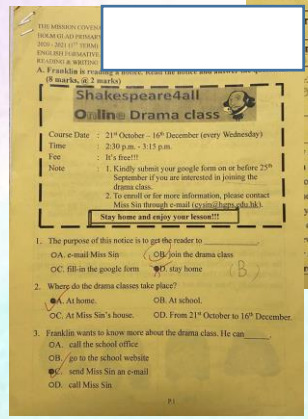 THE MISSION COVENA
HOLM GLAD PRIMARY
2020 - 2021 1ST TERM
ENGLISH FORMATIVE
READING & WRITING
A. Franklin is reading a notice. Read the notice and answer the
(8 marks, @ 2 marks)
Shakespeare4all
Online Drama class
Course Date : 21st October – 16th December (every Wednesday)
Time : 2:30 p.m. - 3:15 p.m.
Fee : It's free!!!
Note : 1. Kindly submit your google form on or before 25th
September if you are interested in joining the
drama class.
2. To enroll or for more information, please contact
Miss Sin through e-mail (cysin@hgps.edu.hk).
Stay home and enjoy your lesson!!!
1. The purpose of this notice is to get the reader to
OA. e-mail Miss Sin OB. join the drama class
OC. fill-in the google form D. stay home (B.)
2. Where do the drama classes take place?
A. At home. OB. At school.
OC. At Miss Sin's house. OD. From 21st October to 16th December.
3. Franklin wants to know more about the drama class. He can
OA. call the school office
OB. go to the school website
C. send Miss Sin an e-mail
OD. call Miss Sin
P.1